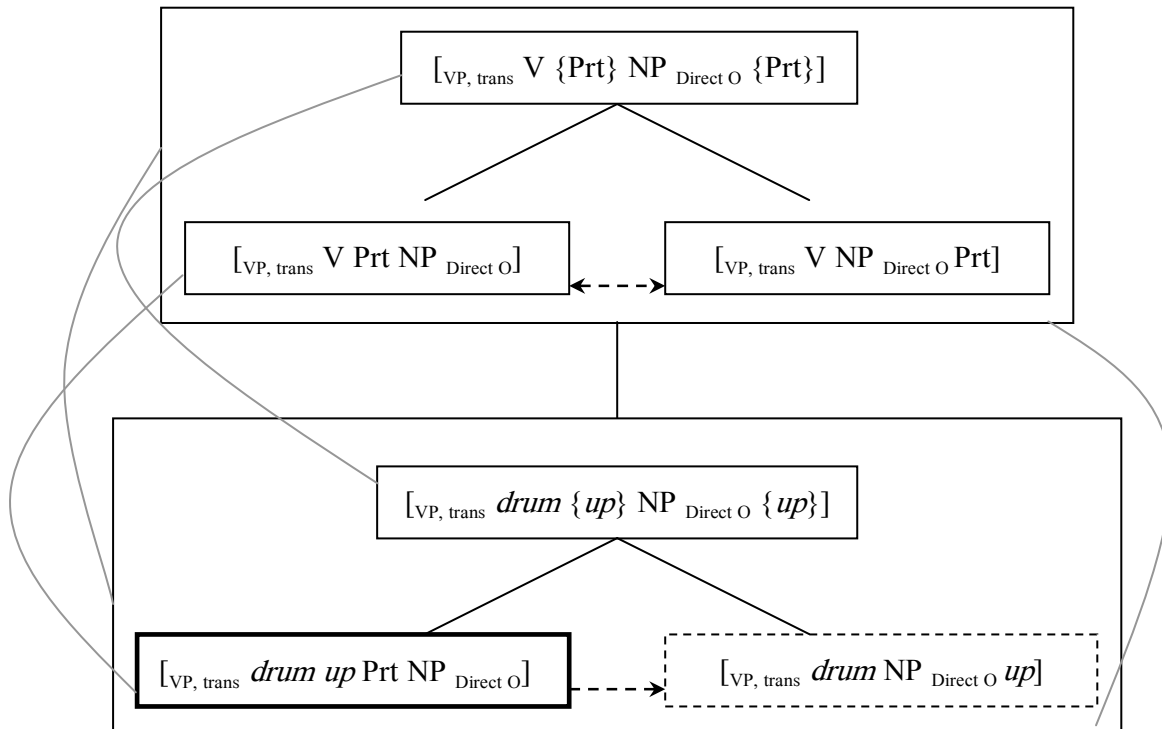 [VP, trans V {Prt} NP Direct O {Prt}]
[VP, trans V Prt NP Direct O]
[VP, trans V NP Direct O Prt]
[VP, trans drum {up} NP Direct O {up}]
[VP, trans drum up Prt NP Direct O]
[VP, trans drum NP Direct O up]